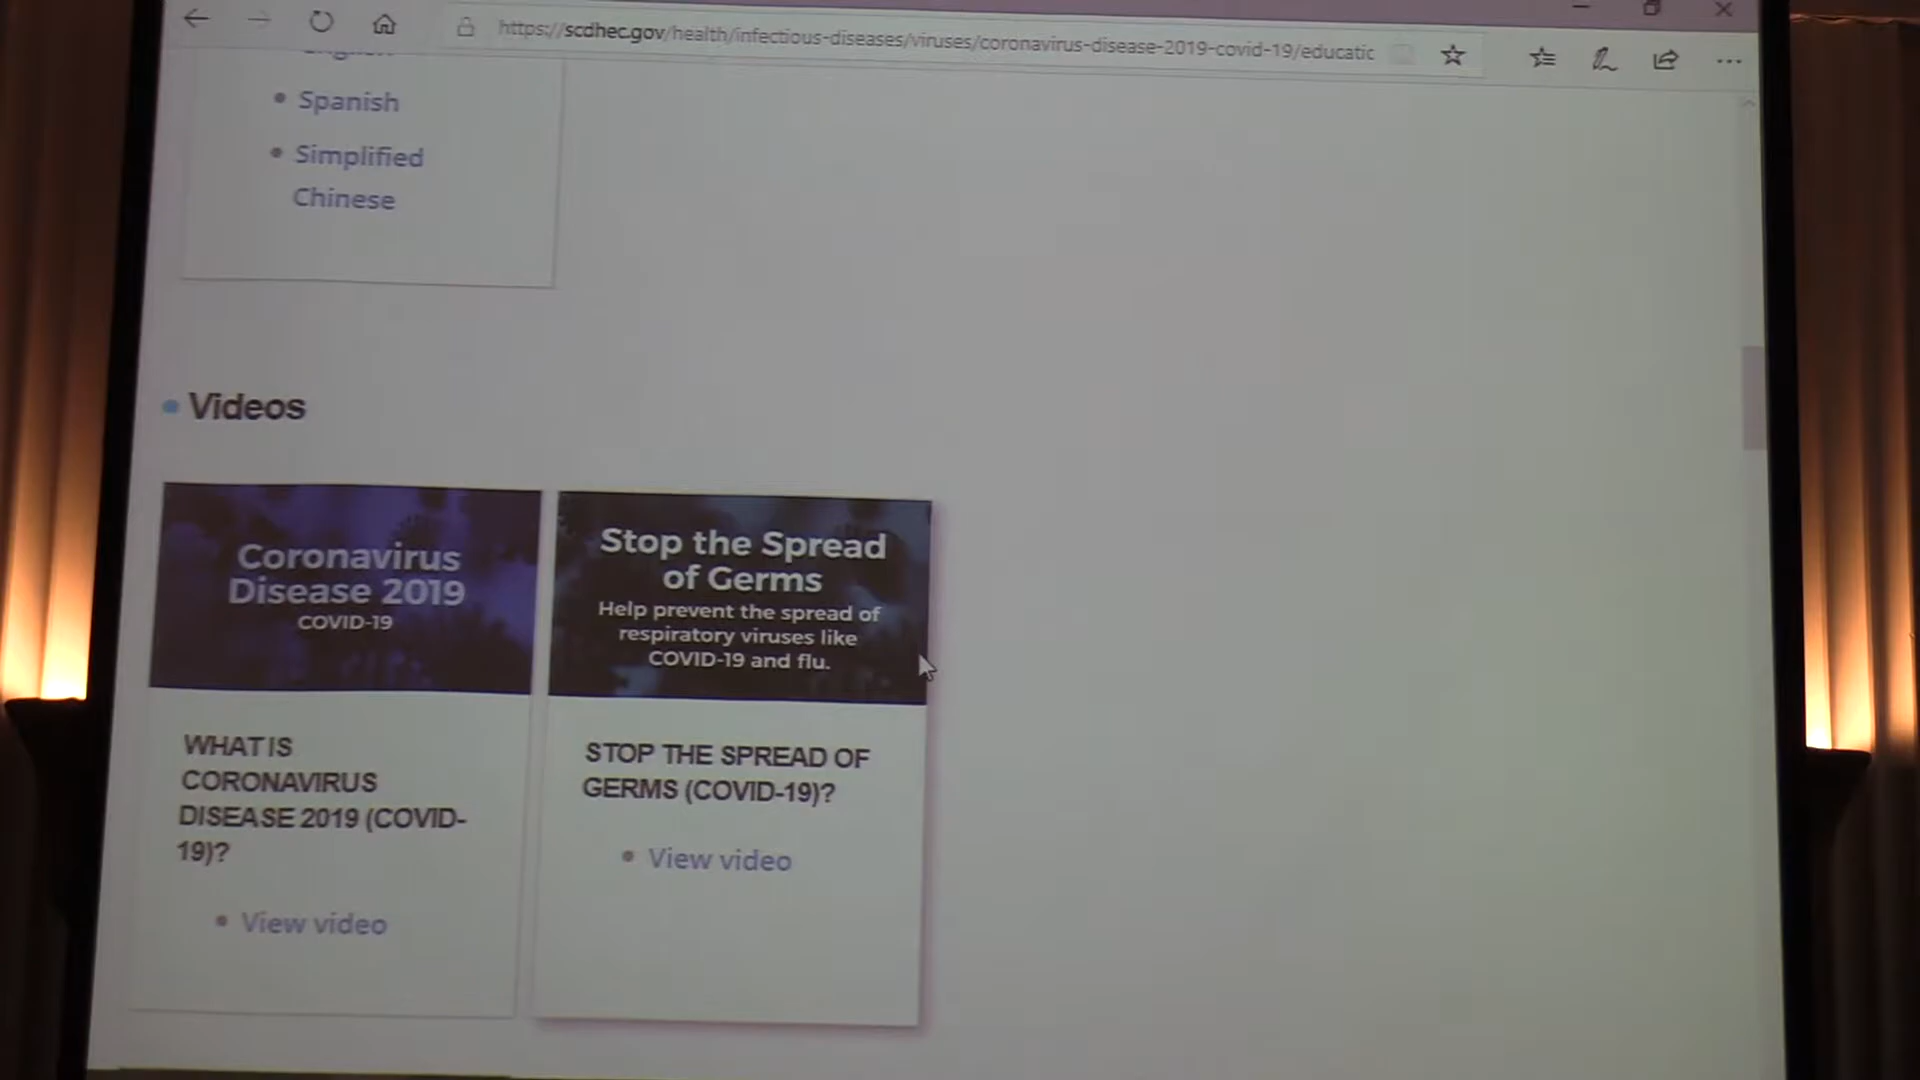 https://scdhec.gov/health/infectious-diseases/viruses/coronavirus-disease-2019-covid-19/educatic
English
Spanish
Simplified
Chinese
Videos
Coronavirus
Disease 2019
COVID-19
Stop the Spread
of Germs
Help prevent the spread of
respiratory viruses like
COVID-19 and flu.
WHAT IS
CORONAVIRUS
DISEASE 2019 (COVID-
19)?
View video
STOP THE SPREAD OF
GERMS (COVID-19)?
View video